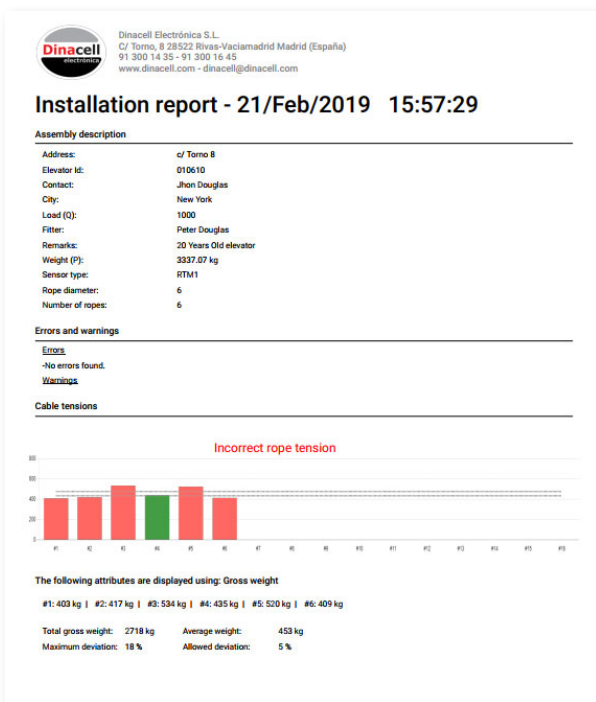 Dinacell
electrónica
Dinacell Electrónica S.L.
C/ Torno, 8 28522 Rivas-Vaciamadrid Madrid (España)
91 300 14 35 - 91 300 16 45
www.dinacell.com - dinacell@dinacell.com
Installation report - 21/Feb/2019 15:57:29
Assembly description
Address: c/ Torno 8
Elevator Id: 010610
Contact: Jhon Douglas
City: New York
Load (Q): 1000
Fitter: Peter Douglas
Remarks: 20 Years Old elevator
Weight (P): 3337.07 kg
Sensor type: RTM1
Rope diameter: 6
Number of ropes: 6
Errors and warnings
Errors
-No errors found.
Warnings
Cable tensions
Incorrect rope tension
800
600
400
200
0
#1 #2 #3 #4 #5 #6 #7 #8 #9 #10 #11 #12 #13 #14 #15 #16
The following attributes are displayed using: Gross weight
#1: 403 kg | #2: 417 kg | #3: 534 kg | #4: 435 kg | #5: 520 kg | #6: 409 kg
Total gross weight: 2718 kg Average weight: 453 kg
Maximum deviation: 18 % Allowed deviation: 5 %